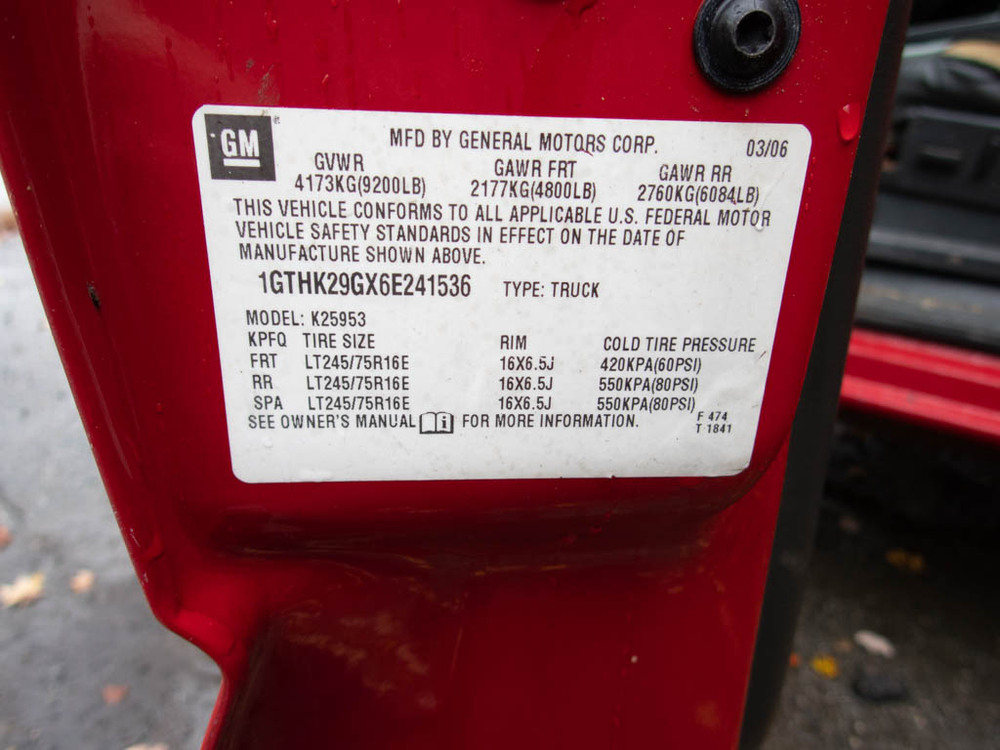 GM MFD BY GENERAL MOTORS CORP. 03/06
GVWR GAWR FRT GAWR RR
4173KG(9200LB) 2177KG(4800LB) 2760KG(6084LB)
THIS VEHICLE CONFORMS TO ALL APPLICABLE U.S. FEDERAL MOTOR
VEHICLE SAFETY STANDARDS IN EFFECT ON THE DATE OF
MANUFACTURE SHOWN ABOVE.
1GTHK29GX6E241536 TYPE: TRUCK
MODEL: K25953
KPFQ TIRE SIZE RIM COLD TIRE PRESSURE
FRT LT245/75R16E 16X6.5J 420KPA(60PSI)
RR LT245/75R16E 16X6.5J 550KPA(80PSI)
SPA LT245/75R16E 16X6.5J 550KPA(80PSI)
SEE OWNER'S MANUAL i FOR MORE INFORMATION.
F 474
T 1841